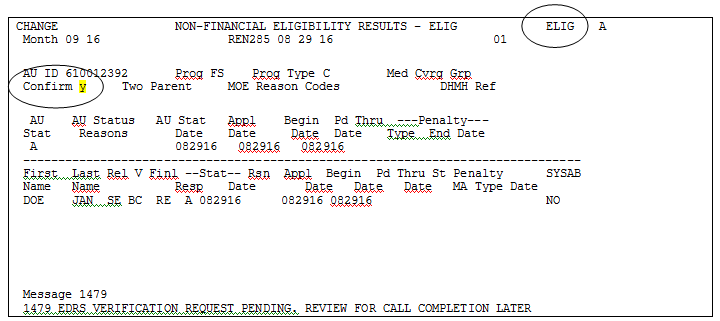 CHANGE NON-FINANCIAL ELIGIBILITY RESULTS - ELIG ELIG A
Month 09 16 REN285 08 29 16 01
AU ID 610012392 Prog FS Prog Type C Med Cvrg Grp
Confirm y Two Parent MOE Reason Codes DHMH Ref
AU AU Status AU Stat Appl Begin Pd Thru ---Penalty---
Stat Reasons Date Date Date Date Type End Date
A 082916 082916 082916
First Last Rel V Finl --Stat-- Rsn Appl Begin Pd Thru St Penalty SYSAB
Name Name Resp Date Date Date Date MA Type Date
DOE JAN SE BC RE A 082916 082916 082916 NO
Message 1479
1479 EDRS VERIFICATION REQUEST PENDING. REVIEW FOR CALL COMPLETION LATER